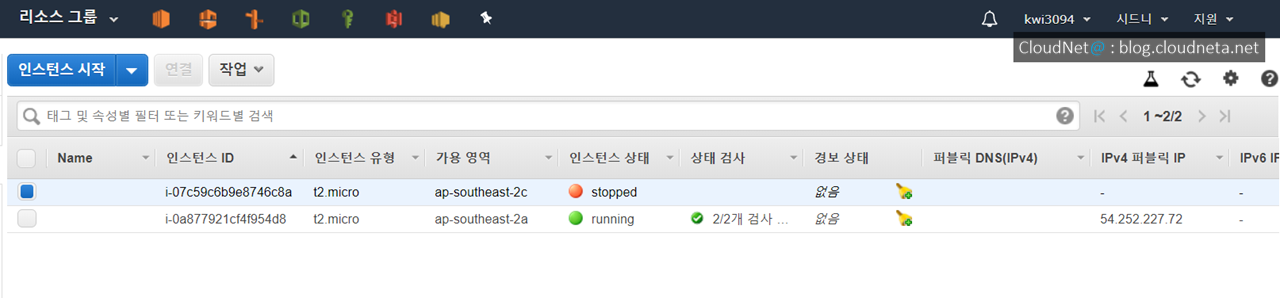 리소스 그룹 kwi3094 시드니 지원
CloudNet@ : blog.cloudneta.net
인스턴스 시작 연결 작업
태그 및 속성별 필터 또는 키워드별 검색 1 ~2/2
Name 인스턴스 ID 인스턴스 유형 가용 영역 인스턴스 상태 상태 검사 경보 상태 퍼블릭 DNS(IPv4) IPv4 퍼블릭 IP IPv6 IP
i-07c59c6b9e8746c8a t2.micro ap-southeast-2c stopped 없음 - -
i-0a877921cf4f954d8 t2.micro ap-southeast-2a running 2/2개 검사 ... 없음 54.252.227.72 -